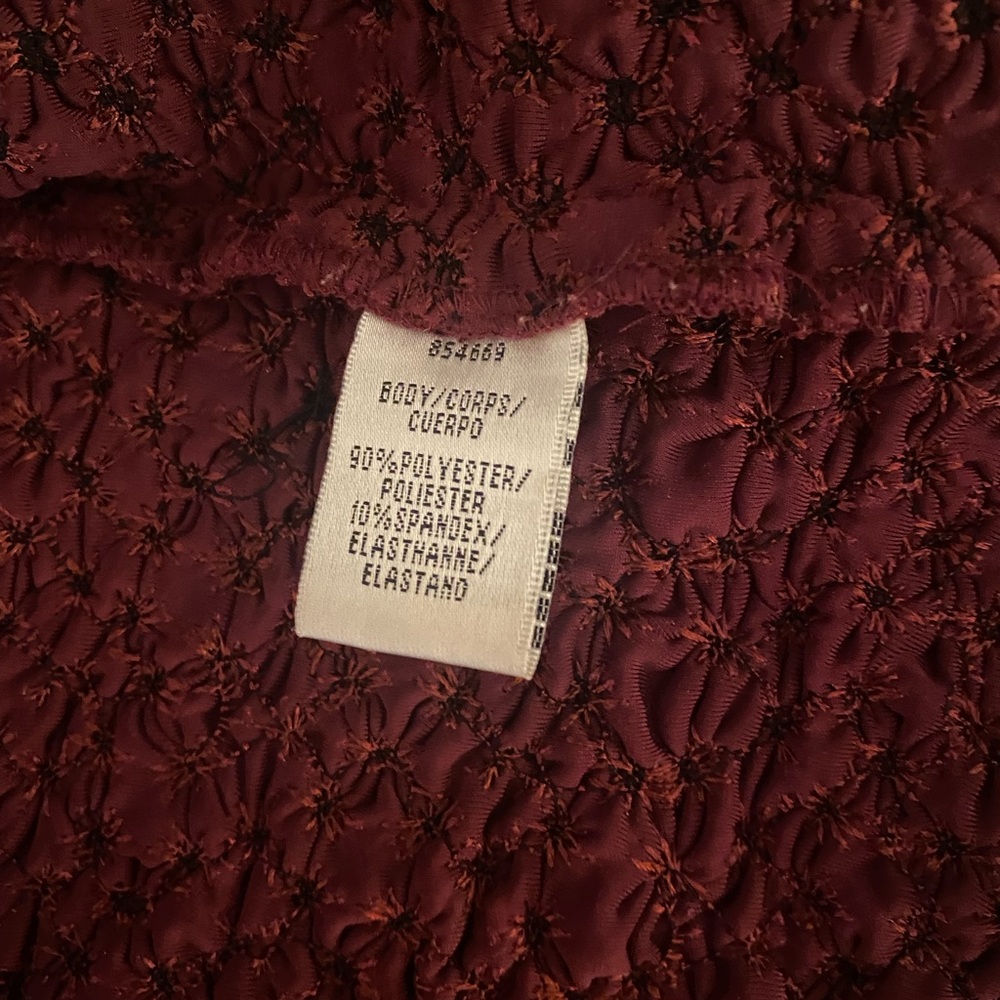 854669
BODY/CORPS/
CUERPO
90%POLYESTER/
POLIESTER
10%SPANDEX/
ELASTHANNE/
ELASTANO